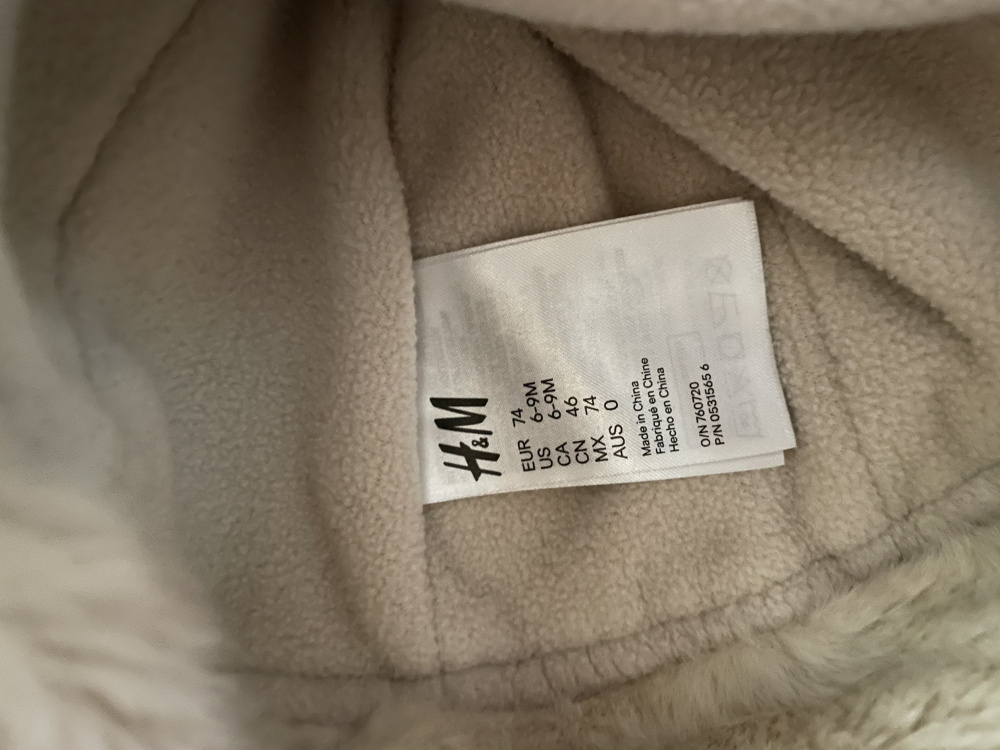 H&M
EUR 74
US 6-9M
CA 6-9M
CN 46
MX 74
AUS 0
Made in China
Fabriqué en Chine
Hecho en China
O/N 760720
P/N 0531565 6